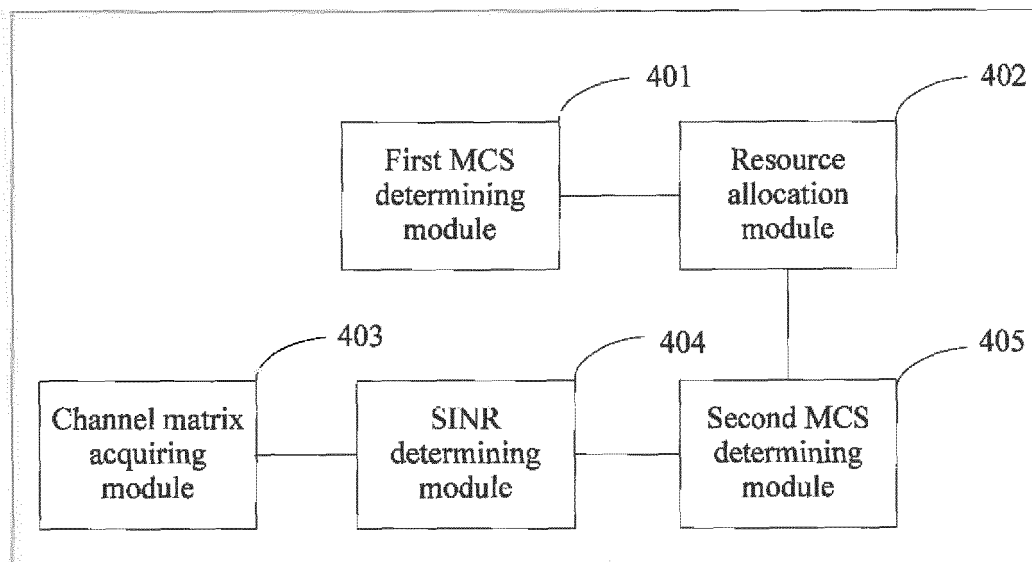 401
402
First MCS
determining
module
Resource
allocation
module
403
404
405
Channel matrix
acquiring
module
SINR
determining
module
Second MCS
determining
module